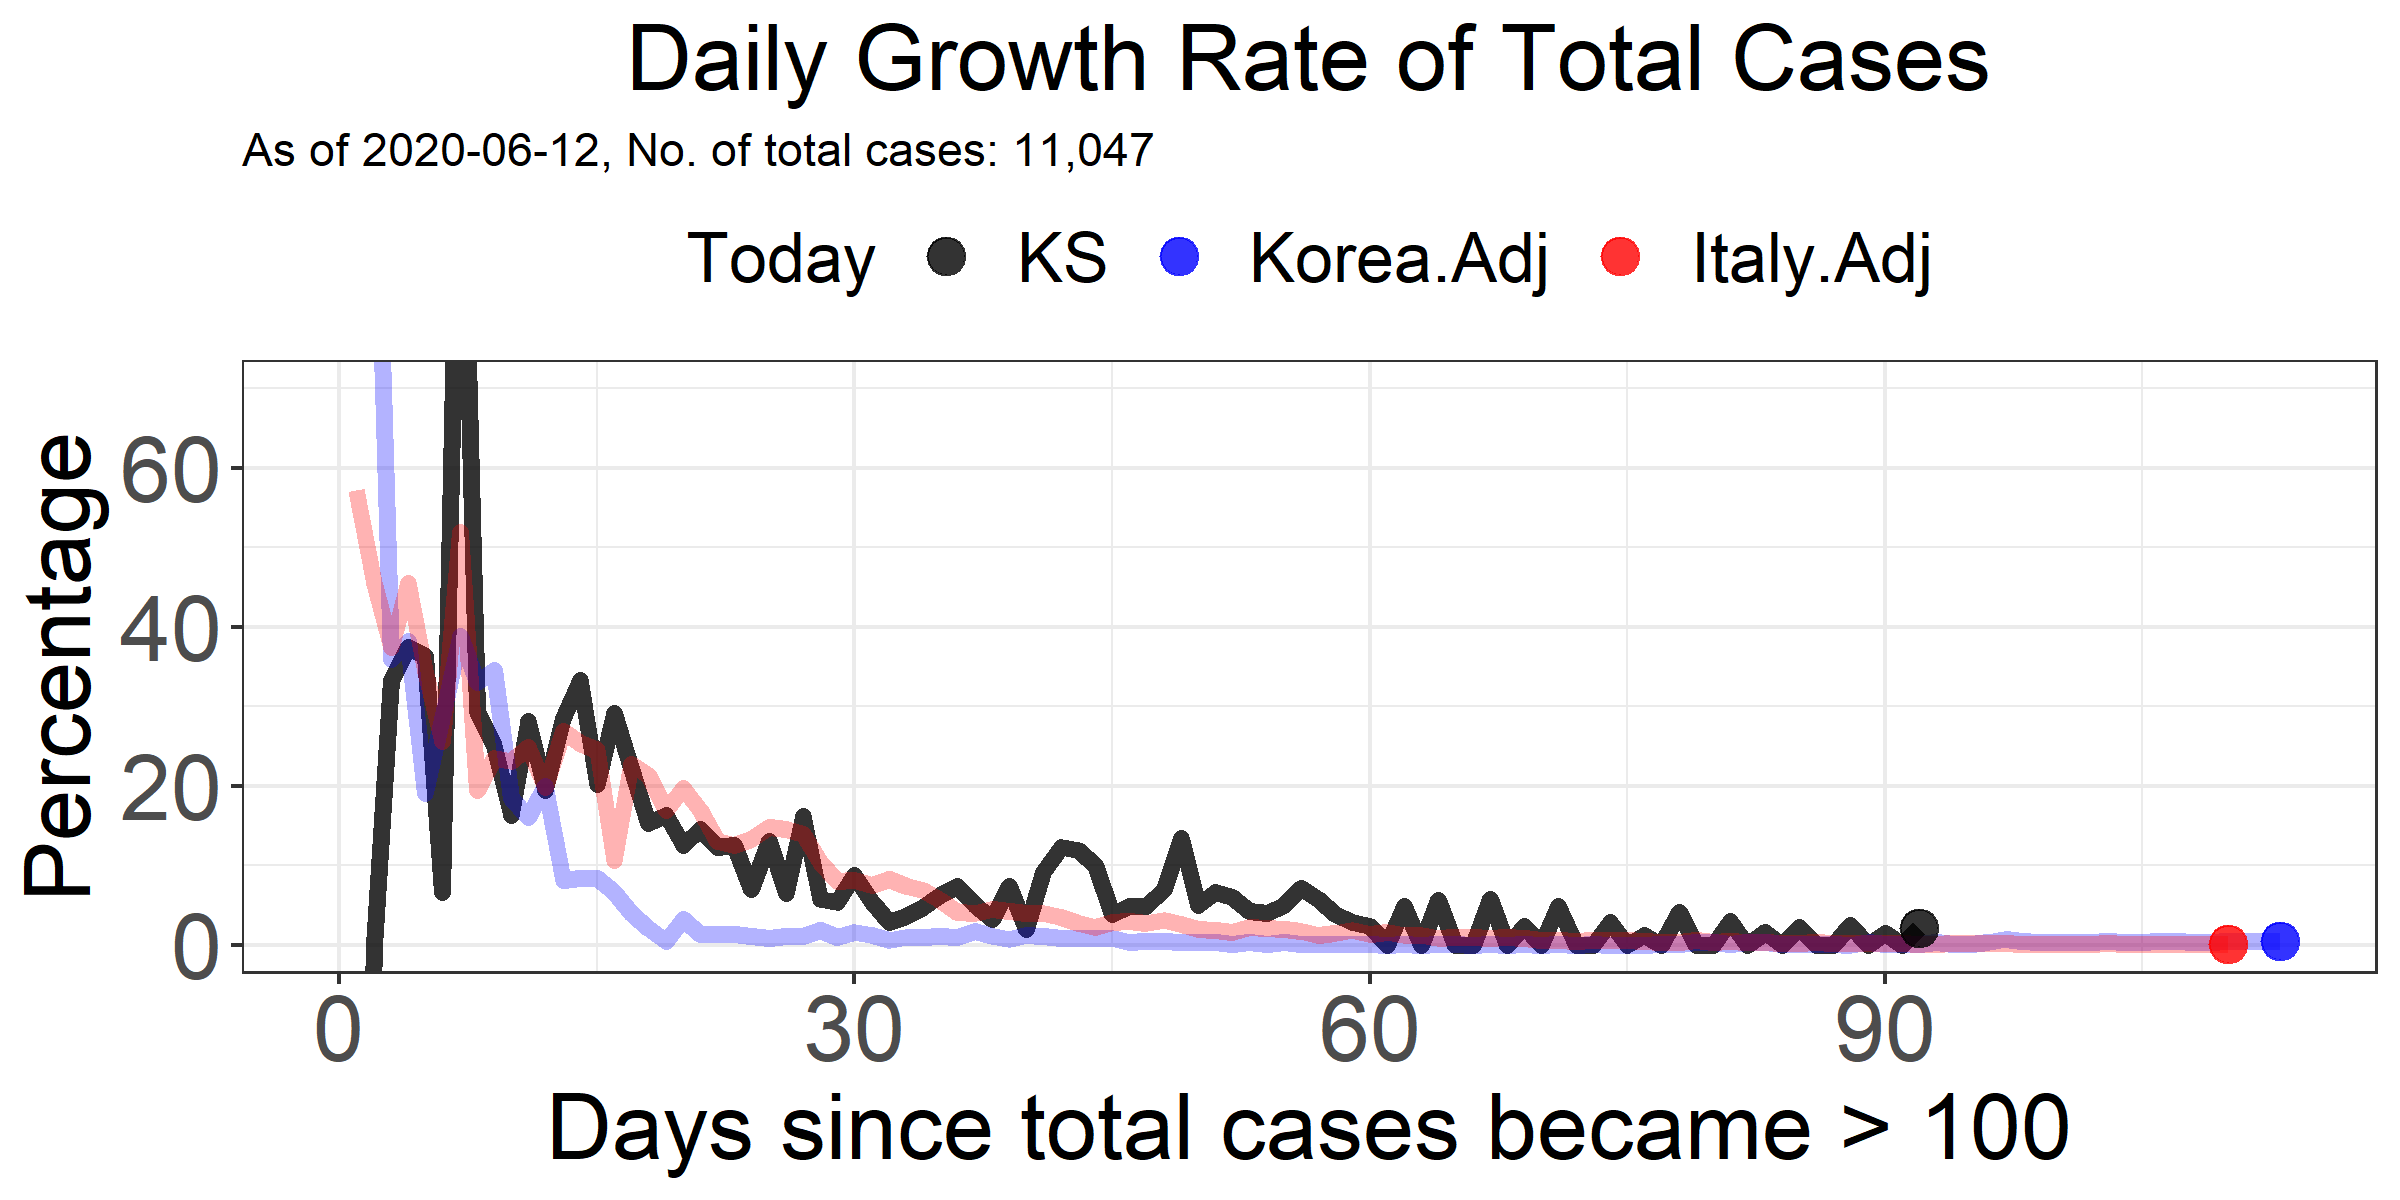 Daily Growth Rate of Total Cases
As of 2020-06-12, No. of total cases: 11,047
Today KS Korea.Adj Italy.Adj
Percentage
60
40
20
0
0 30 60 90
Days since total cases became > 100